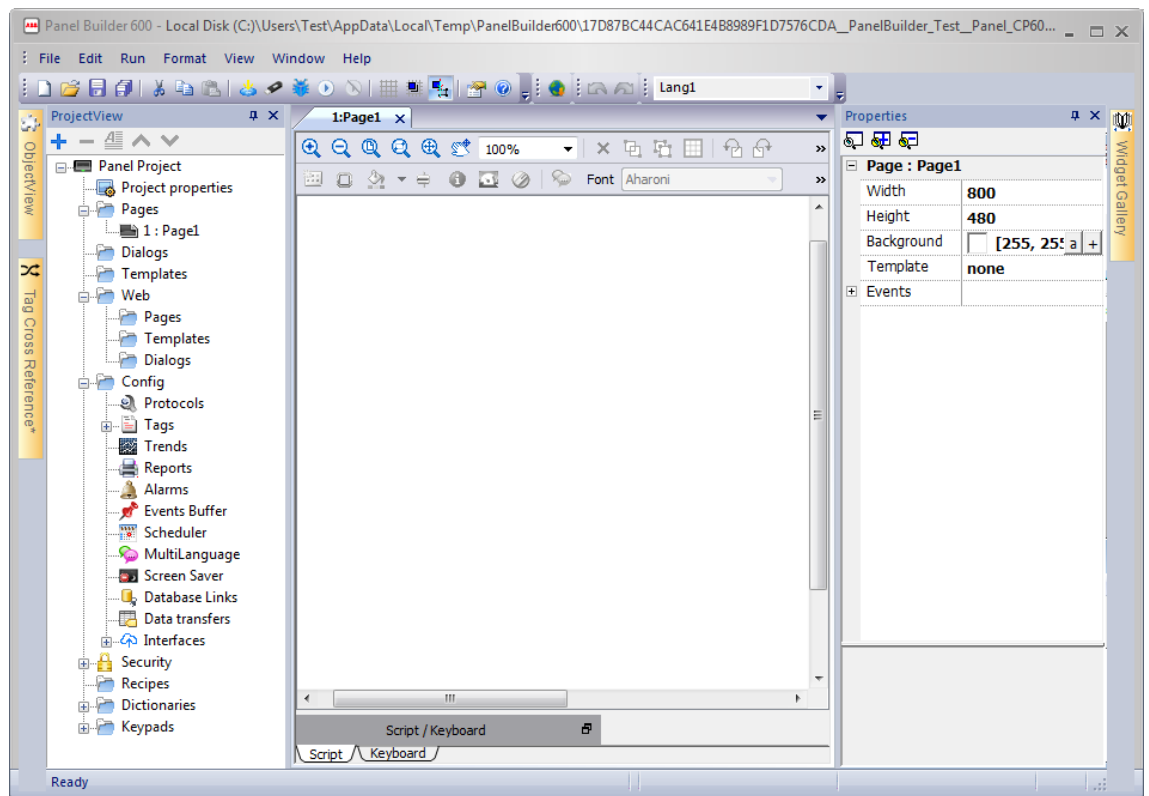 Panel Builder 600 - Local Disk (C:)\Users\Test\AppData\Local\Temp\PanelBuilder600\17D87BC44CAC641E4B8989F1D7576CDA__PanelBuilder_Test__Panel_CP60...
File Edit Run Format View Window Help
Lang1
ObjectView
Tag Cross Reference*
ProjectView
Panel Project
Project properties
Pages
1 : Page1
Dialogs
Templates
Web
Pages
Templates
Dialogs
Config
Protocols
Tags
Trends
Reports
Alarms
Events Buffer
Scheduler
MultiLanguage
Screen Saver
Database Links
Data transfers
Interfaces
Security
Recipes
Dictionaries
Keypads
1:Page1
100%
Font Aharoni
Script / Keyboard
Script Keyboard
Properties
Page : Page1
Width 800
Height 480
Background [255, 255 a +
Template none
Events
Widget Gallery
Ready